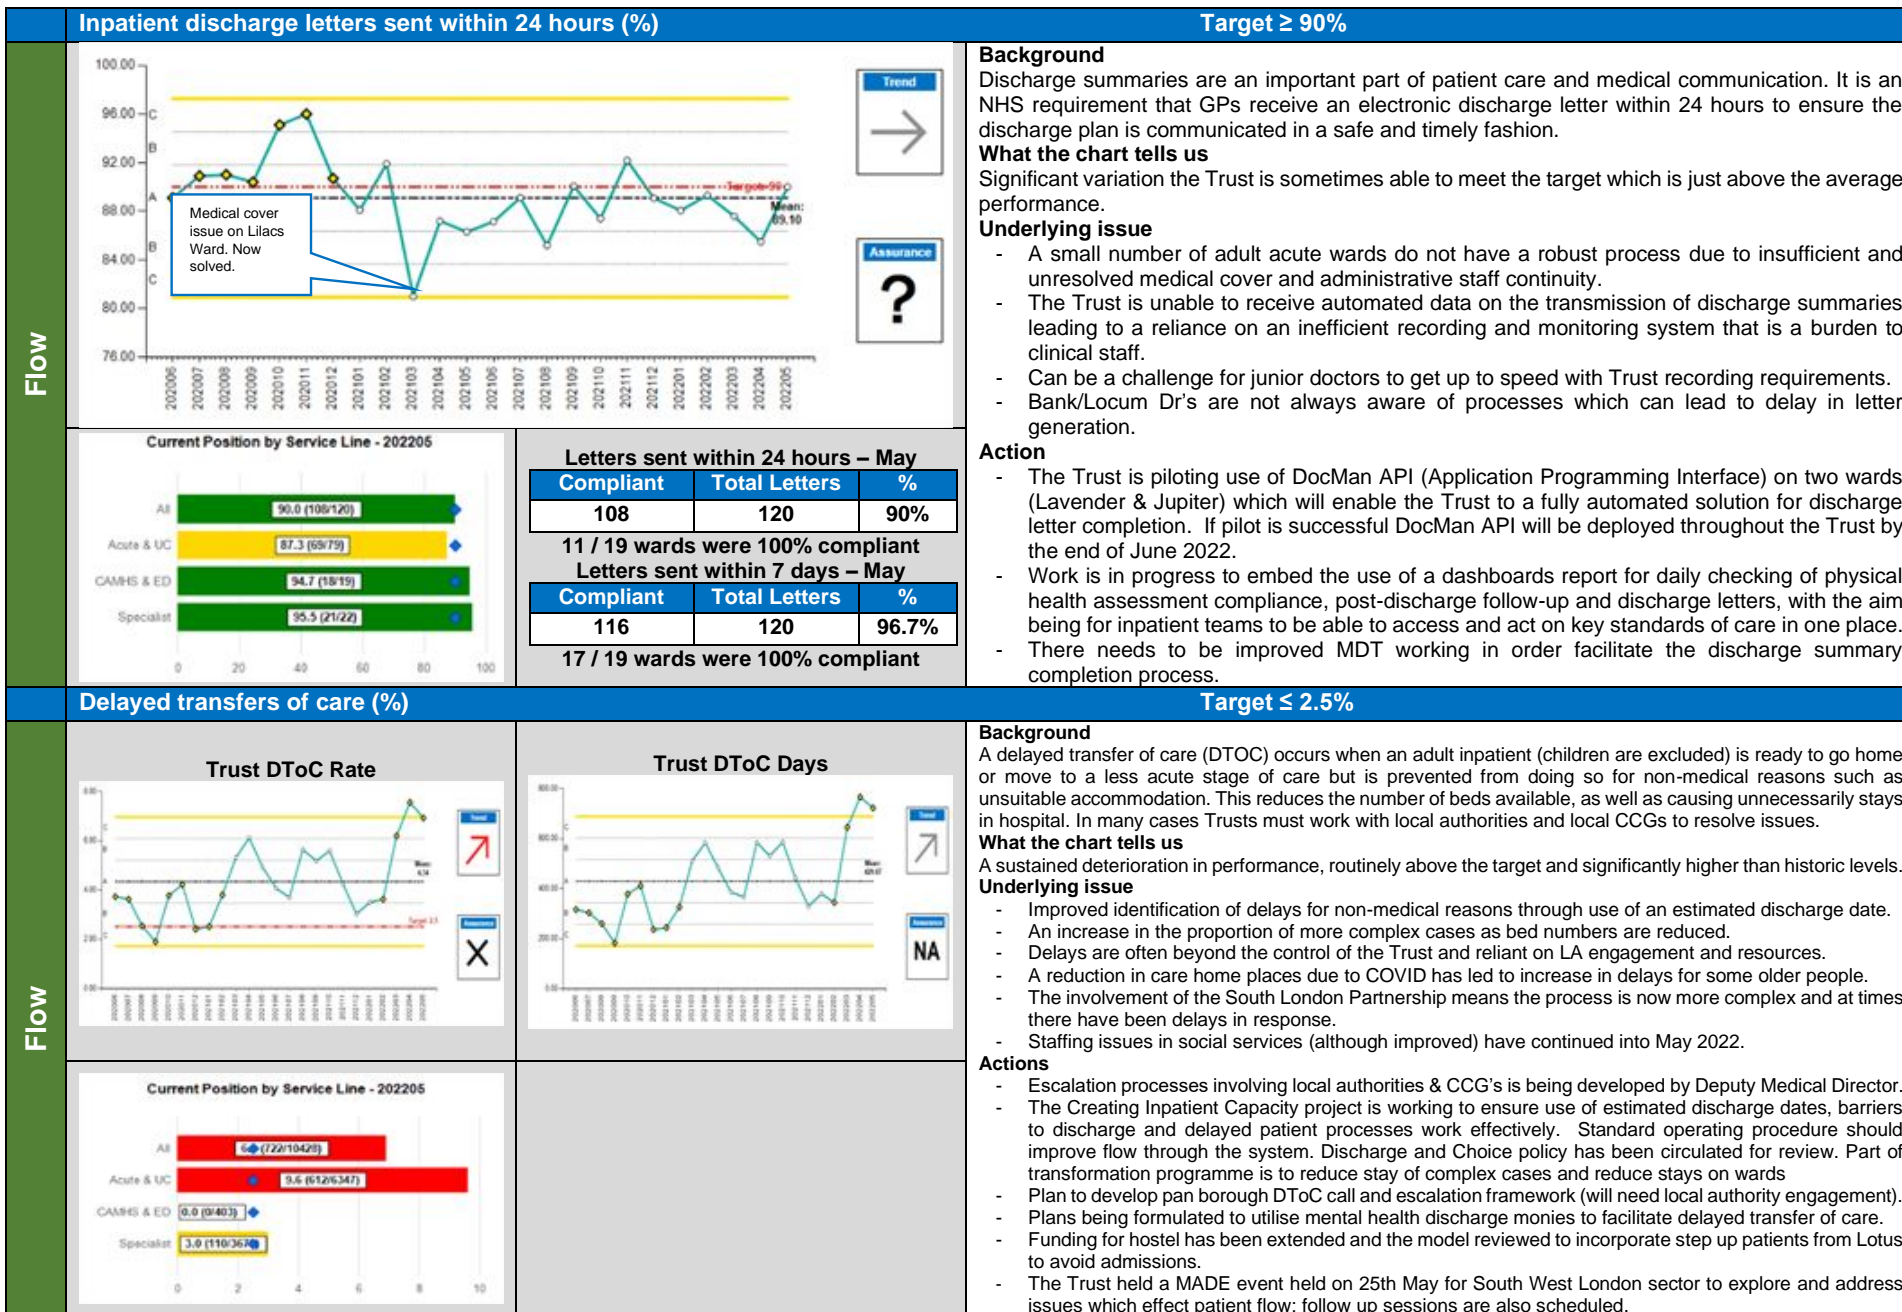 Inpatient discharge letters sent within 24 hours (%)
Target ≥ 90%
Flow
100.00
96.00
92.00
88.00
84.00
80.00
76.00
C
B
A
B
C
Target: 90
Mean:
89.10
Medical cover
issue on Lilacs
Ward. Now
solved.
202006
202007
202008
202009
202010
202011
202012
202101
202102
202103
202104
202105
202106
202107
202108
202109
202110
202111
202112
202201
202202
202203
202204
202205
Trend
Assurance
?
Background
Discharge summaries are an important part of patient care and medical communication. It is an
NHS requirement that GPs receive an electronic discharge letter within 24 hours to ensure the
discharge plan is communicated in a safe and timely fashion.
What the chart tells us
Significant variation the Trust is sometimes able to meet the target which is just above the average
performance.
Underlying issue
- A small number of adult acute wards do not have a robust process due to insufficient and
unresolved medical cover and administrative staff continuity.
- The Trust is unable to receive automated data on the transmission of discharge summaries
leading to a reliance on an inefficient recording and monitoring system that is a burden to
clinical staff.
- Can be a challenge for junior doctors to get up to speed with Trust recording requirements.
- Bank/Locum Dr's are not always aware of processes which can lead to delay in letter
generation.
Action
- The Trust is piloting use of DocMan API (Application Programming Interface) on two wards
(Lavender & Jupiter) which will enable the Trust to a fully automated solution for discharge
letter completion. If pilot is successful DocMan API will be deployed throughout the Trust by
the end of June 2022.
- Work is in progress to embed the use of a dashboards report for daily checking of physical
health assessment compliance, post-discharge follow-up and discharge letters, with the aim
being for inpatient teams to be able to access and act on key standards of care in one place.
- There needs to be improved MDT working in order facilitate the discharge summary
completion process.
Current Position by Service Line - 202205
All
90.0 (108/120)
Acute & UC
87.3 (69/79)
CAMHS & ED
94.7 (18/19)
Specialist
95.5 (21/22)
0 20 40 60 80 100
Letters sent within 24 hours – May
Compliant Total Letters %
108 120 90%
11 / 19 wards were 100% compliant
Letters sent within 7 days – May
Compliant Total Letters %
116 120 96.7%
17 / 19 wards were 100% compliant
Delayed transfers of care (%)
Target ≤ 2.5%
Flow
Trust DToC Rate
8.00
6.00
4.00
2.00
0.00
Mean:
Target: 2.5
Trend
Assurance
X
Trust DToC Days
800.00
600.00
400.00
200.00
0.00
Mean:
Trend
Assurance
NA
Background
A delayed transfer of care (DTOC) occurs when an adult inpatient (children are excluded) is ready to go home
or move to a less acute stage of care but is prevented from doing so for non-medical reasons such as
unsuitable accommodation. This reduces the number of beds available, as well as causing unnecessarily stays
in hospital. In many cases Trusts must work with local authorities and local CCGs to resolve issues.
What the chart tells us
A sustained deterioration in performance, routinely above the target and significantly higher than historic levels.
Underlying issue
- Improved identification of delays for non-medical reasons through use of an estimated discharge date.
- An increase in the proportion of more complex cases as bed numbers are reduced.
- Delays are often beyond the control of the Trust and reliant on LA engagement and resources.
- A reduction in care home places due to COVID has led to increase in delays for some older people.
- The involvement of the South London Partnership means the process is now more complex and at times
there have been delays in response.
- Staffing issues in social services (although improved) have continued into May 2022.
Actions
- Escalation processes involving local authorities & CCG's is being developed by Deputy Medical Director.
- The Creating Inpatient Capacity project is working to ensure use of estimated discharge dates, barriers
to discharge and delayed patient processes work effectively. Standard operating procedure should
improve flow through the system. Discharge and Choice policy has been circulated for review. Part of
transformation programme is to reduce stay of complex cases and reduce stays on wards
- Plan to develop pan borough DToC call and escalation framework (will need local authority engagement).
- Plans being formulated to utilise mental health discharge monies to facilitate delayed transfer of care.
- Funding for hostel has been extended and the model reviewed to incorporate step up patients from Lotus
to avoid admissions.
- The Trust held a MADE event held on 25th May for South West London sector to explore and address
issues which effect patient flow; follow up sessions are also scheduled.
Current Position by Service Line - 202205
All
(722/10428)
Acute & UC
9.6 (612/6347)
CAMHS & ED
0.0 (0/403)
Specialist
3.0
0 2 4 6 8 10